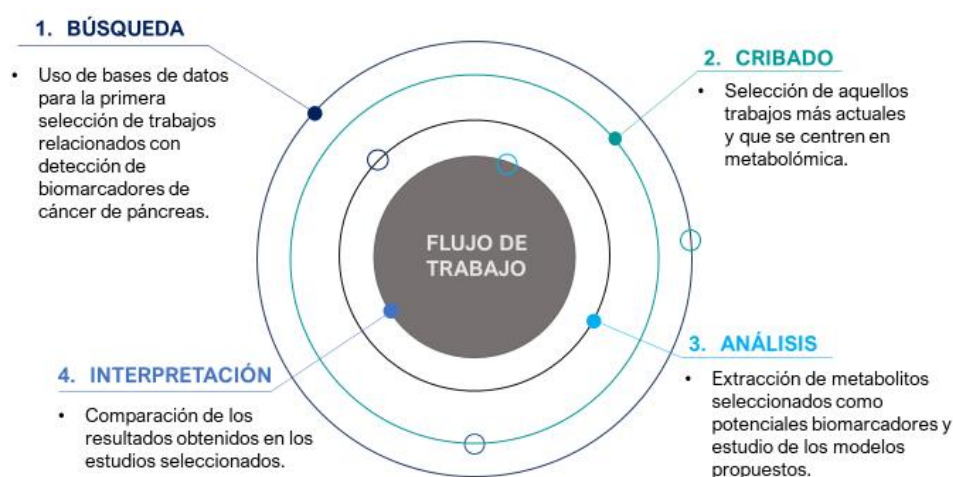 1. BÚSQUEDA
• Uso de bases de datos
para la primera
selección de trabajos
relacionados con
detección de
biomarcadores de
cáncer de páncreas.
2. CRIBADO
• Selección de aquellos
trabajos más actuales
y que se centren en
metabolómica.
FLUJO DE
TRABAJO
3. ANÁLISIS
• Extracción de metabolitos
seleccionados como
potenciales biomarcadores y
estudio de los modelos
propuestos.
4. INTERPRETACIÓN
• Comparación de los
resultados obtenidos en los
estudios seleccionados.